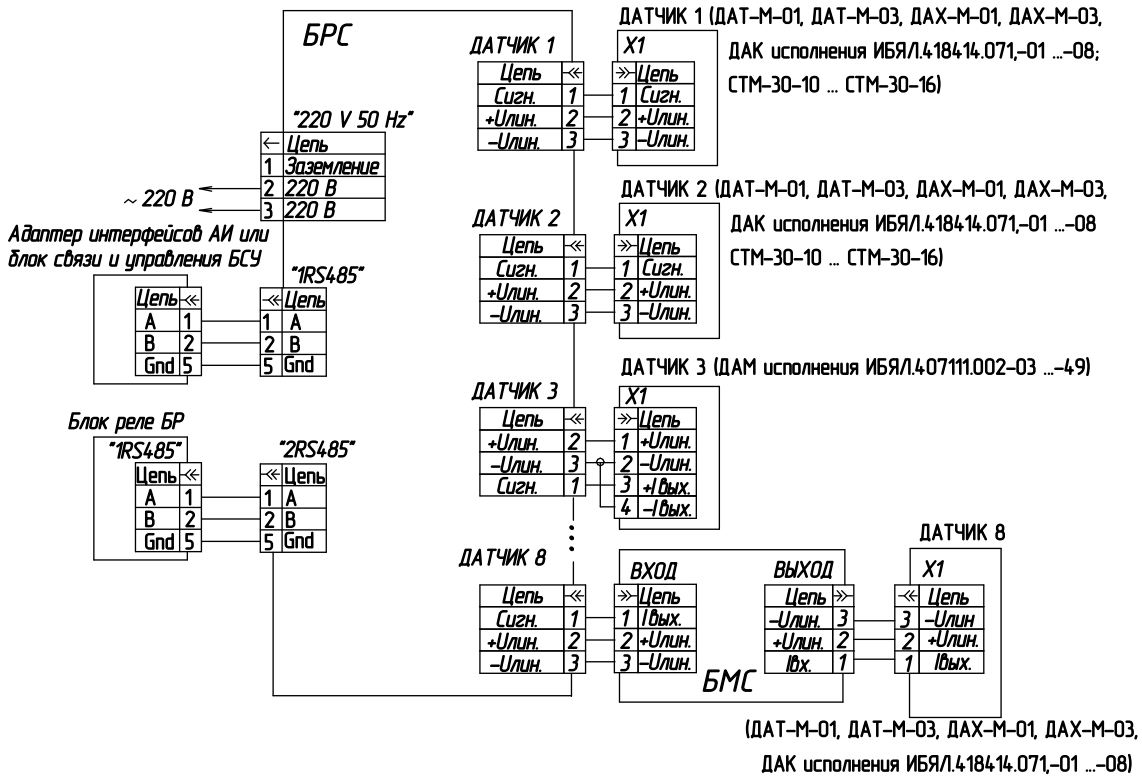 БРС
"220 V 50 Hz"
← Цепь
1 Заземление
2 220 В
3 220 В
~ 220 В
Адаптер интерфейсов АИ или
блок связи и управления БСУ
Цепь
A 1
B 2
Gnd 5
"1RS485"
Цепь
1 A
2 B
5 Gnd
Блок реле БР
"1RS485"
Цепь
A 1
B 2
Gnd 5
"2RS485"
Цепь
1 A
2 B
5 Gnd
ДАТЧИК 1
Цепь
Сигн. 1
+Uлин. 2
-Uлин. 3
ДАТЧИК 1 (ДАТ-М-01, ДАТ-М-03, ДАХ-М-01, ДАХ-М-03,
ДАК исполнения ИБЯЛ.418414.071,-01 ...-08;
СТМ-30-10 ... СТМ-30-16)
X1
Цепь
1 Сигн.
2 +Uлин.
3 -Uлин.
ДАТЧИК 2
Цепь
Сигн. 1
+Uлин. 2
-Uлин. 3
ДАТЧИК 2 (ДАТ-М-01, ДАТ-М-03, ДАХ-М-01, ДАХ-М-03,
ДАК исполнения ИБЯЛ.418414.071,-01 ...-08
СТМ-30-10 ... СТМ-30-16)
X1
Цепь
1 Сигн.
2 +Uлин.
3 -Uлин.
ДАТЧИК 3
Цепь
+Uлин. 2
-Uлин. 3
Сигн. 1
ДАТЧИК 3 (ДАМ исполнения ИБЯЛ.407111.002-03 ...-49)
X1
Цепь
1 +Uлин.
2 -Uлин.
3 +Iвых.
4 -Iвых.
ДАТЧИК 8
Цепь
Сигн. 1
+Uлин. 2
-Uлин. 3
ВХОД
Цепь
1 Iвых.
2 +Uлин.
3 -Uлин.
БМС
ВЫХОД
Цепь
-Uлин. 3
+Uлин. 2
Iвх. 1
ДАТЧИК 8
X1
Цепь
3 -Uлин
2 +Uлин.
1 Iвых.
(ДАТ-М-01, ДАТ-М-03, ДАХ-М-01, ДАХ-М-03,
ДАК исполнения ИБЯЛ.418414.071,-01 ...-08)